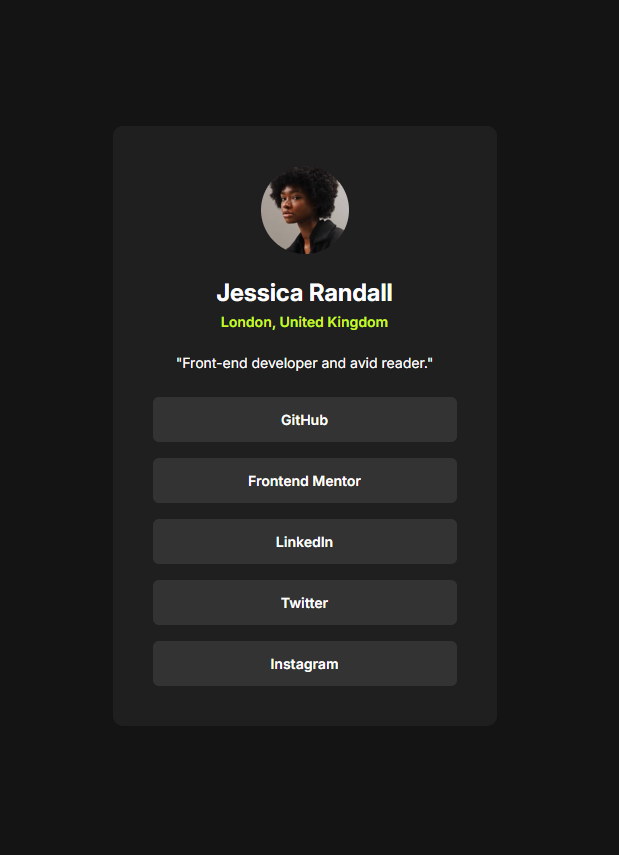 Jessica Randall
London, United Kingdom
"Front-end developer and avid reader."
GitHub
Frontend Mentor
LinkedIn
Twitter
Instagram